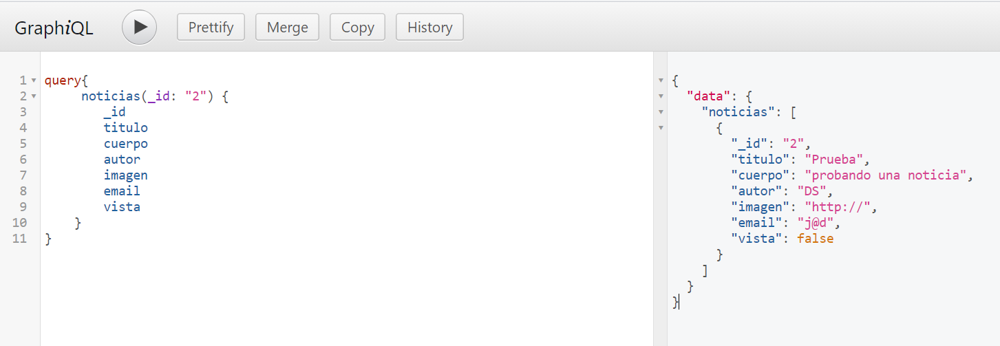 GraphiQL Prettify Merge Copy History
1 query{
2 noticias(_id: "2") {
3 _id
4 titulo
5 cuerpo
6 autor
7 imagen
8 email
9 vista
10 }
11 }
{
"data": {
"noticias": [
{
"_id": "2",
"titulo": "Prueba",
"cuerpo": "probando una noticia",
"autor": "DS",
"imagen": "http://",
"email": "j@d",
"vista": false
}
]
}
}